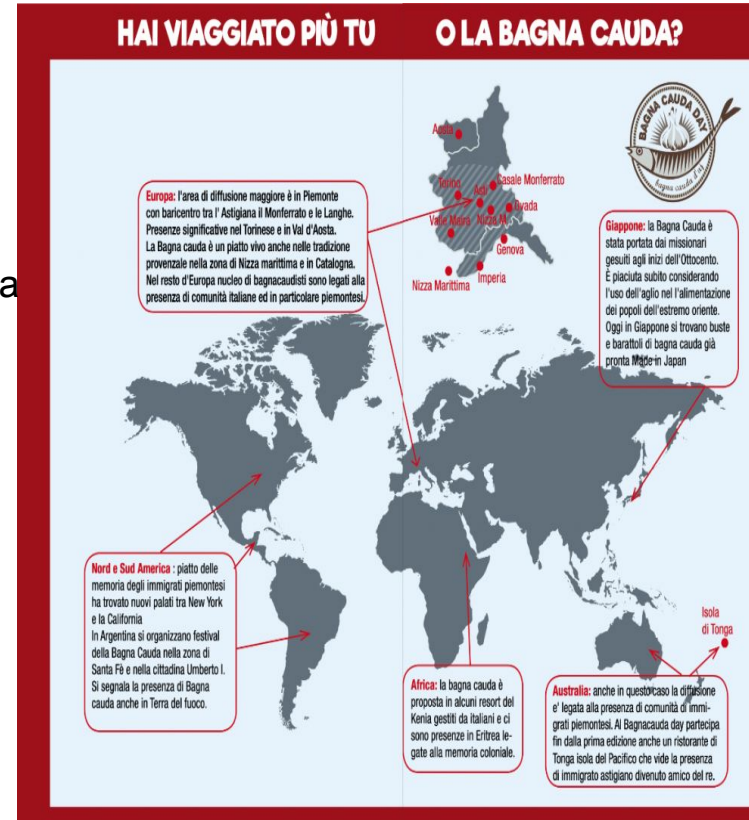 HAI VIAGGIATO PIÙ TU O LA BAGNA CAUDA?
a
BAGNA CAUDA DAY
bagna cauda d'o
Aosta
Torino
Asti
Casale Monferrato
Valle Maira
Nizza M.
Ovada
Genova
Nizza Marittima
Imperia
Europa: l'area di diffusione maggiore è in Piemonte
con baricentro tra l' Astigiana il Monferrato e le Langhe.
Presenze significative nel Torinese e in Val d'Aosta.
La Bagna cauda è un piatto vivo anche nelle tradizione
provenzale nella zona di Nizza marittima e in Catalogna.
Nel resto d'Europa nucleo di bagnacaudisti sono legati alla
presenza di comunità italiane ed in particolare piemontesi.
Giappone: la Bagna Cauda è
stata portata dai missionari
gesuiti agli inizi dell'Ottocento.
È piaciuta subito considerando
l'uso dell'aglio nel l'alimentazione
dei popoli dell'estremo oriente.
Oggi in Giappone si trovano buste
e barattoli di bagna cauda già
pronta Made in Japan
Nord e Sud America : piatto delle
memoria degli immigrati piemontesi
ha trovato nuovi palati tra New York
e la California
In Argentina si organizzano festival
della Bagna Cauda nella zona di
Santa Fè e nella cittadina Umberto I.
Si segnala la presenza di Bagna
cauda anche in Terra del fuoco.
Africa: la bagna cauda è
proposta in alcuni resort del
Kenia gestiti da italiani e ci
sono presenze in Eritrea le-
gate alla memoria coloniale.
Isola
di Tonga
Australia: anche in questo caso la diffusione
e' legata alla presenza di comunità di immi-
grati piemontesi. Al Bagnacauda day partecipa
fin dalla prima edizione anche un ristorante di
Tonga isola del Pacifico che vide la presenza
di immigrato astigiano divenuto amico del re.